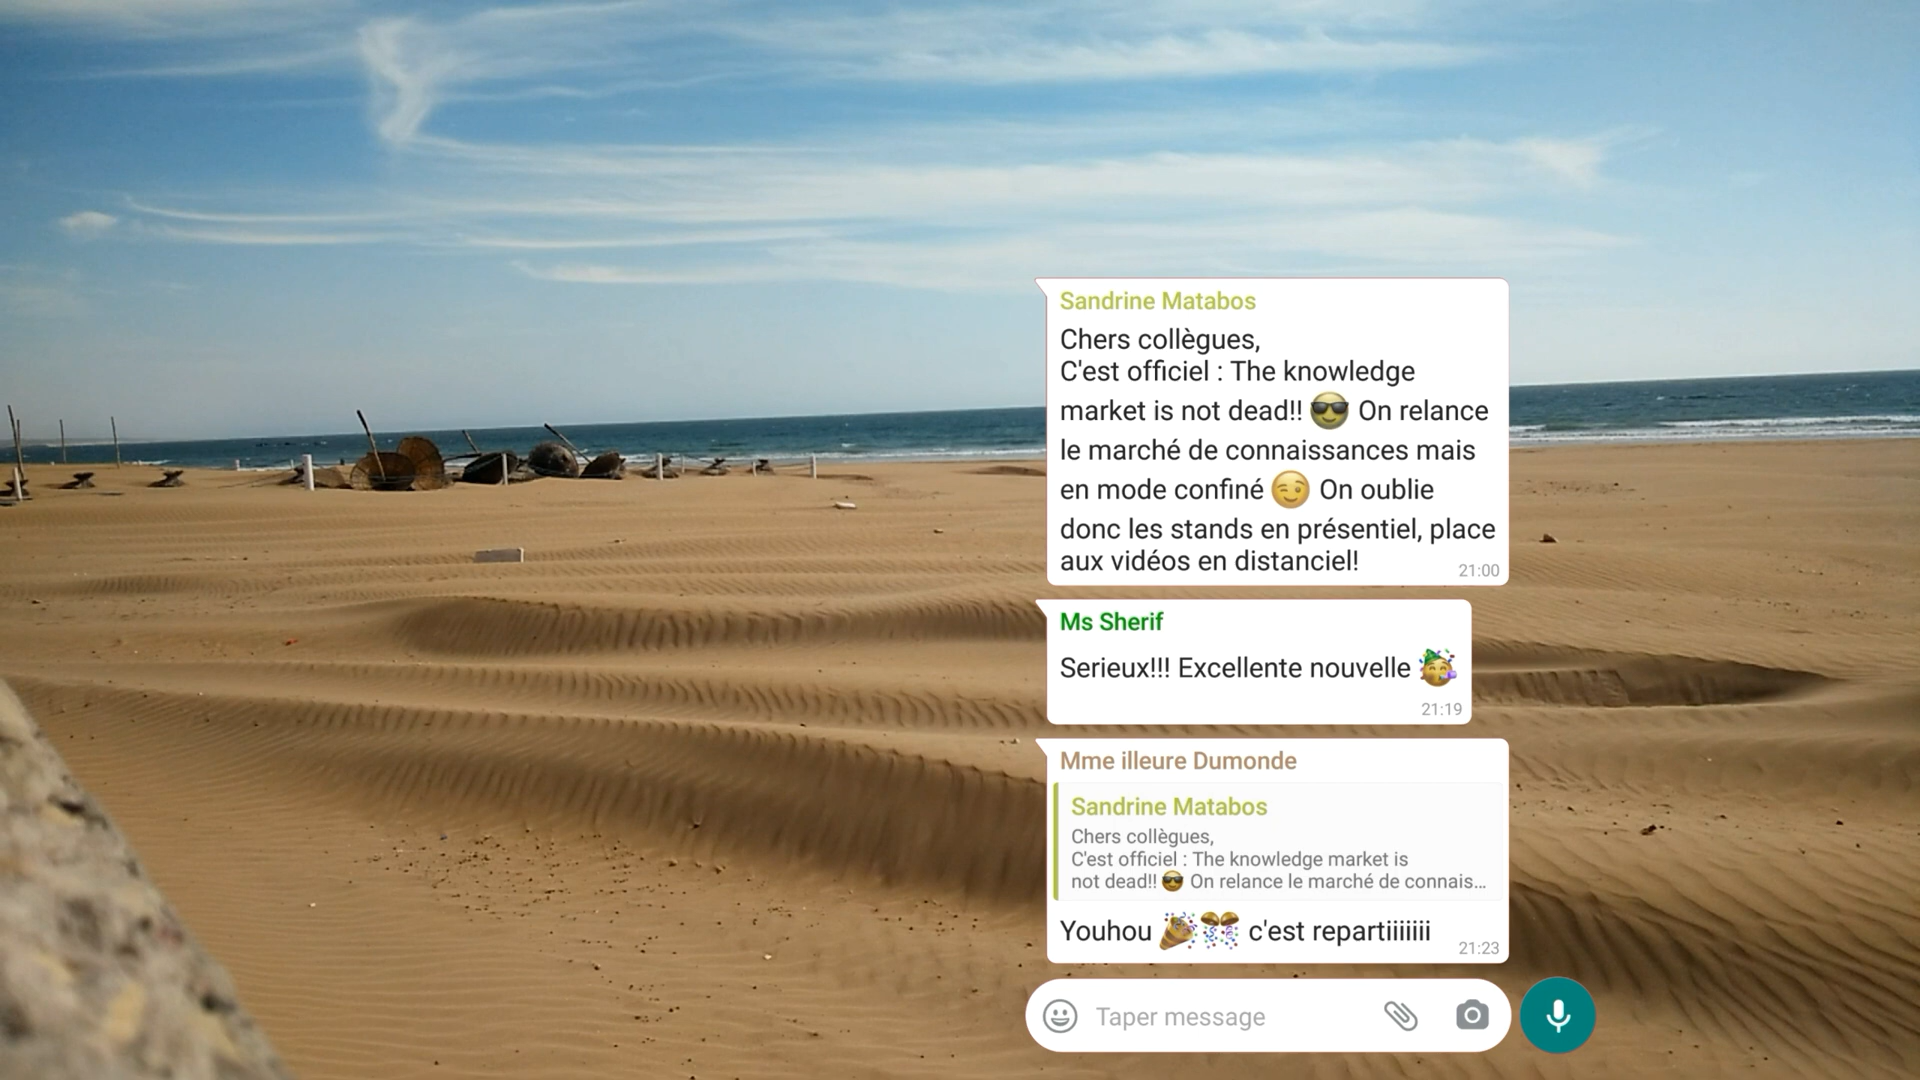 Sandrine Matabos
Chers collègues,
C'est officiel : The knowledge
market is not dead!! 😎 On relance
le marché de connaissances mais
en mode confiné 😉 On oublie
donc les stands en présentiel, place
aux vidéos en distanciel!
21:00
Ms Sherif
Serieux!!! Excellente nouvelle 🥳
21:19
Mme illeure Dumonde
Sandrine Matabos
Chers collègues,
C'est officiel : The knowledge market is
not dead!! 😎 On relance le marché de connais...
Youhou 🎉🎊 c'est repartiiiiiii
21:23
Taper message